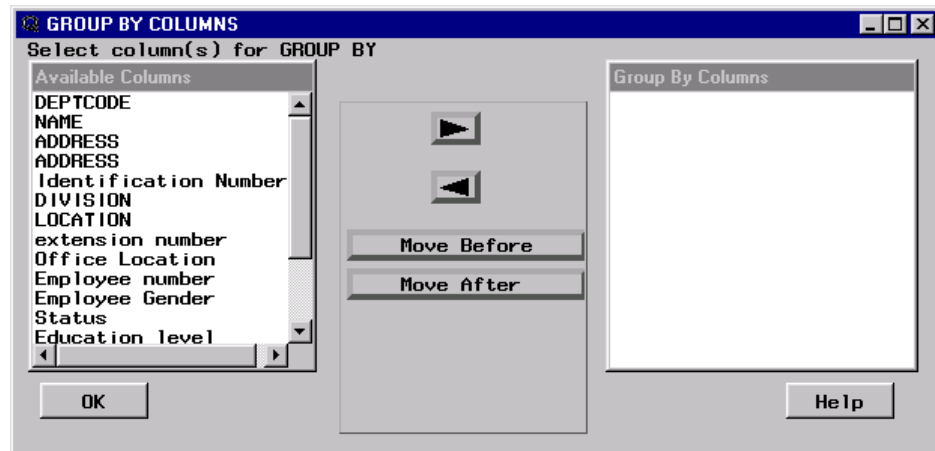 GROUP BY COLUMNS
Select column(s) for GROUP BY
Available Columns
DEPTCODE
NAME
ADDRESS
ADDRESS
Identification Number
DIVISION
LOCATION
extension number
Office Location
Employee number
Employee Gender
Status
Education level
Move Before
Move After
Group By Columns
OK
Help